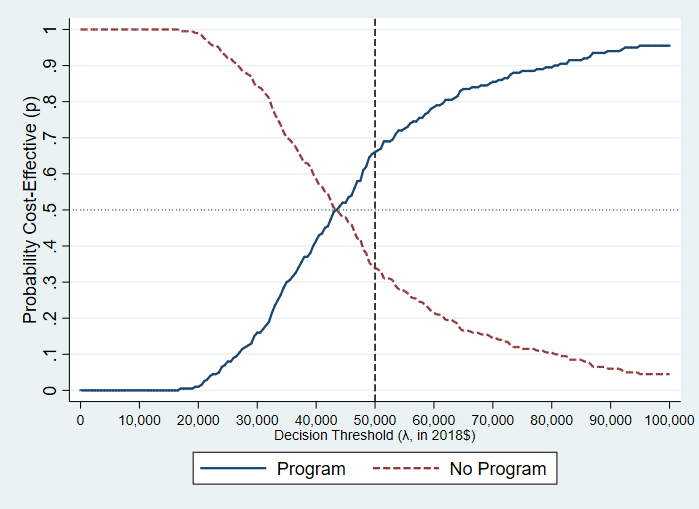 Probability Cost-Effective (p)
1
.9
.8
.7
.6
.5
.4
.3
.2
.1
0
0 10,000 20,000 30,000 40,000 50,000 60,000 70,000 80,000 90,000 100,000
Decision Threshold (λ, in 2018$)
Program No Program